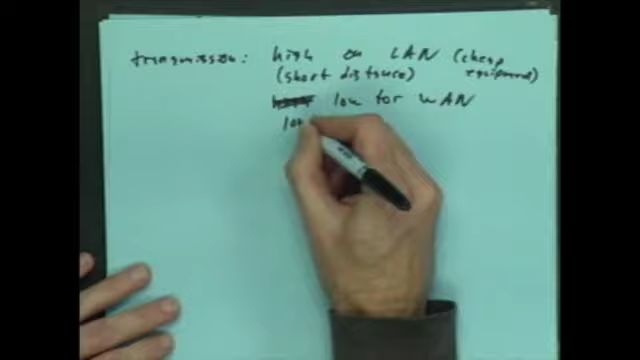 transmission: high on LAN (cheap
(short distance) equipment)
low for WAN